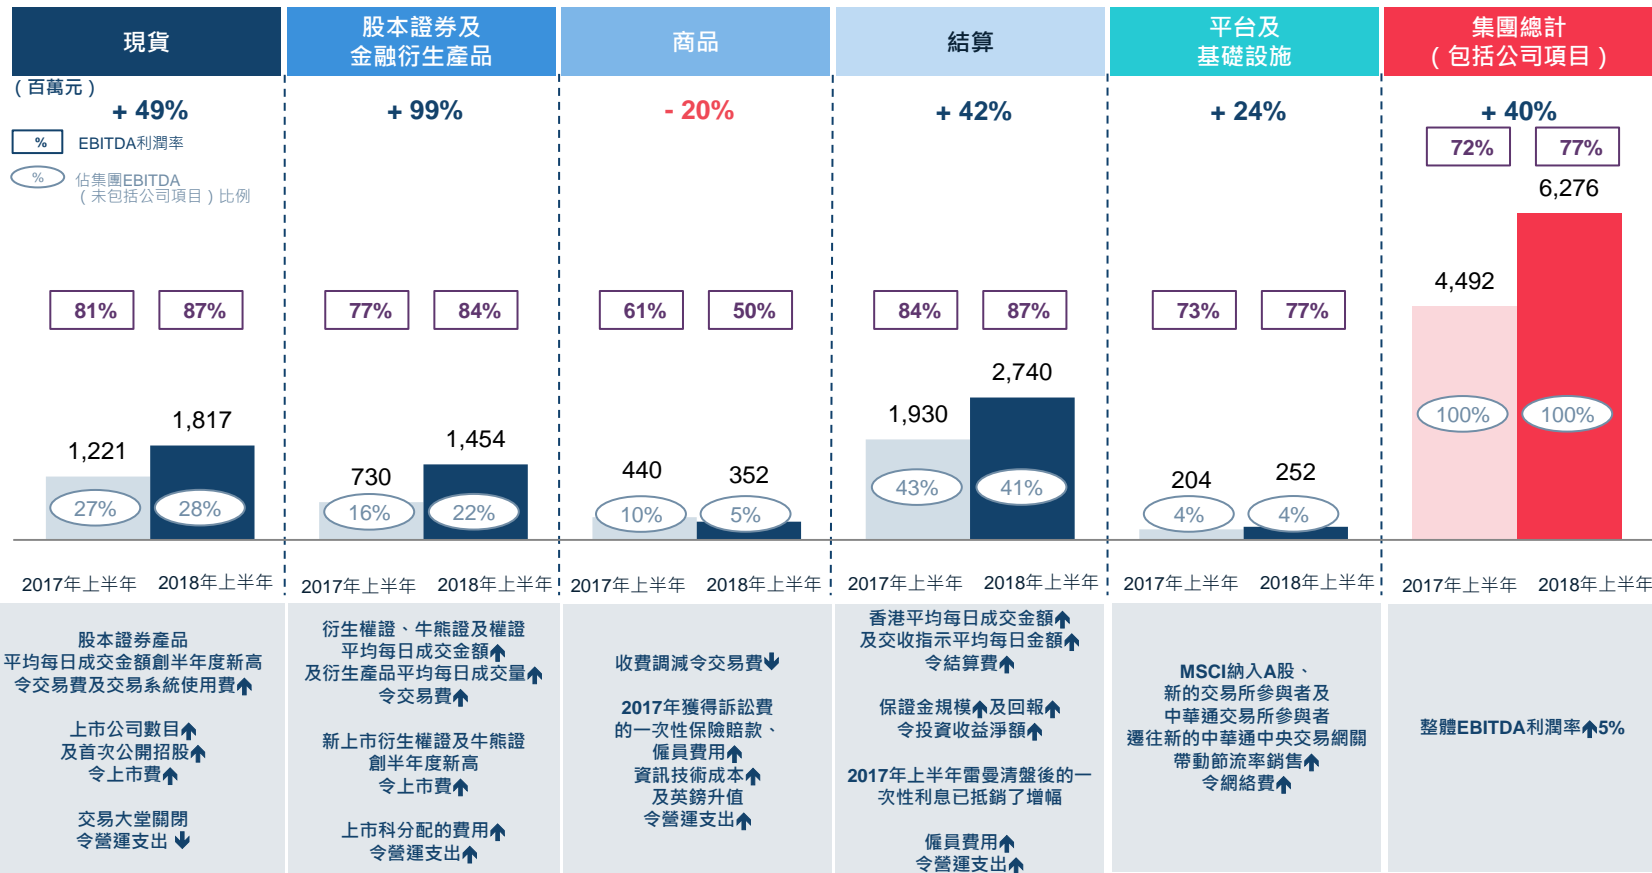 現貨
股本證券及
金融衍生產品
商品
結算
平台及
基礎設施
集團總計
(包括公司項目)
(百萬元)
+ 49%
+ 99%
- 20%
+ 42%
+ 24%
+ 40%
% EBITDA利潤率
% 佔集團EBITDA
(未包括公司項目)比例
72% 77%
6,276
4,492
100% 100%
81% 87%
1,817
1,221
27% 28%
77% 84%
1,454
730
16% 22%
61% 50%
440 352
10% 5%
84% 87%
2,740
1,930
43% 41%
73% 77%
204 252
4% 4%
2017年上半年 2018年上半年
2017年上半年 2018年上半年
2017年上半年 2018年上半年
2017年上半年 2018年上半年
2017年上半年 2018年上半年
2017年上半年 2018年上半年
股本證券產品
平均每日成交金額創半年度新高
令交易費及交易系統使用費↑
上市公司數目↑
及首次公開招股↑
令上市費↑
交易大堂關閉
令營運支出↓
衍生權證、牛熊證及權證
平均每日成交金額↑
及衍生產品平均每日成交量↑
令交易費↑
新上市衍生權證及牛熊證
創半年度新高
令上市費↑
上市科分配的費用↑
令營運支出↑
收費調減令交易費↓
2017年獲得訴訟費
的一次性保險賠款、
僱員費用↑
資訊技術成本↑
及英鎊升值
令營運支出↑
香港平均每日成交金額↑
及交收指示平均每日金額↑
令結算費↑
保證金規模↑及回報↑
令投資收益淨額↑
2017年上半年雷曼清盤後的一
次性利息已抵銷了增幅
僱員費用↑
令營運支出↑
MSCI納入A股、
新的交易所參與者及
中華通交易所參與者
遷往新的中華通中央交易網關
帶動節流率銷售↑
令網絡費↑
整體EBITDA利潤率↑5%